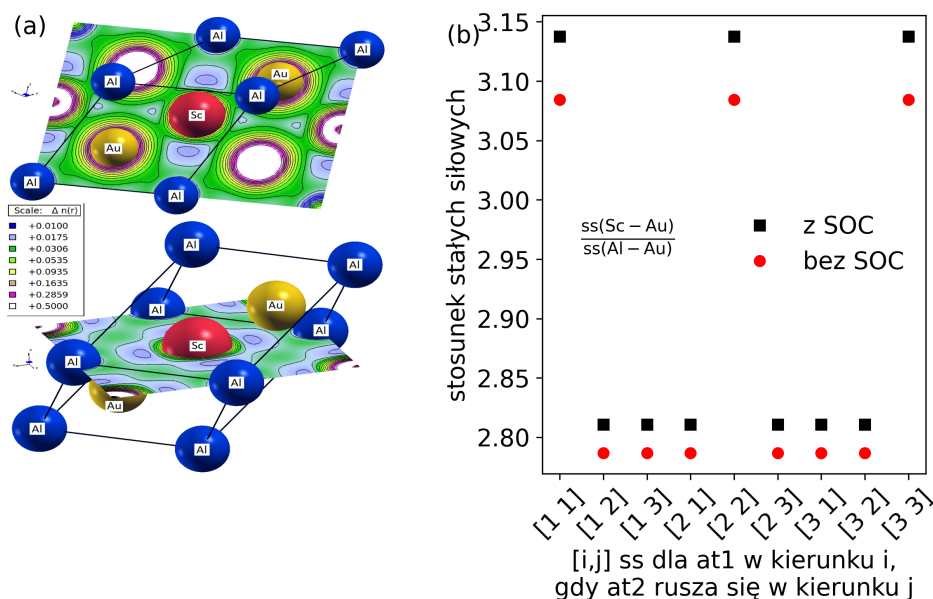 (a)
Al
Al
Au
Al
Al
Sc
Au
Al
Al
Scale: Δ n(r)
+0.0100
+0.0175
+0.0306
+0.0535
+0.0935
+0.1635
+0.2859
+0.5000
Al
Al
Au
Al
Al
Sc
Al
Al
Au
Al
Al
(b)
stosunek stałych siłowych
3.15
3.10
3.05
3.00
2.95
2.90
2.85
2.80
ss(Sc − Au)
ss(Al − Au)
z SOC
bez SOC
[1 1]
[1 2]
[1 3]
[2 1]
[2 2]
[2 3]
[3 1]
[3 2]
[3 3]
[i,j] ss dla at1 w kierunku i,
gdy at2 rusza się w kierunku j